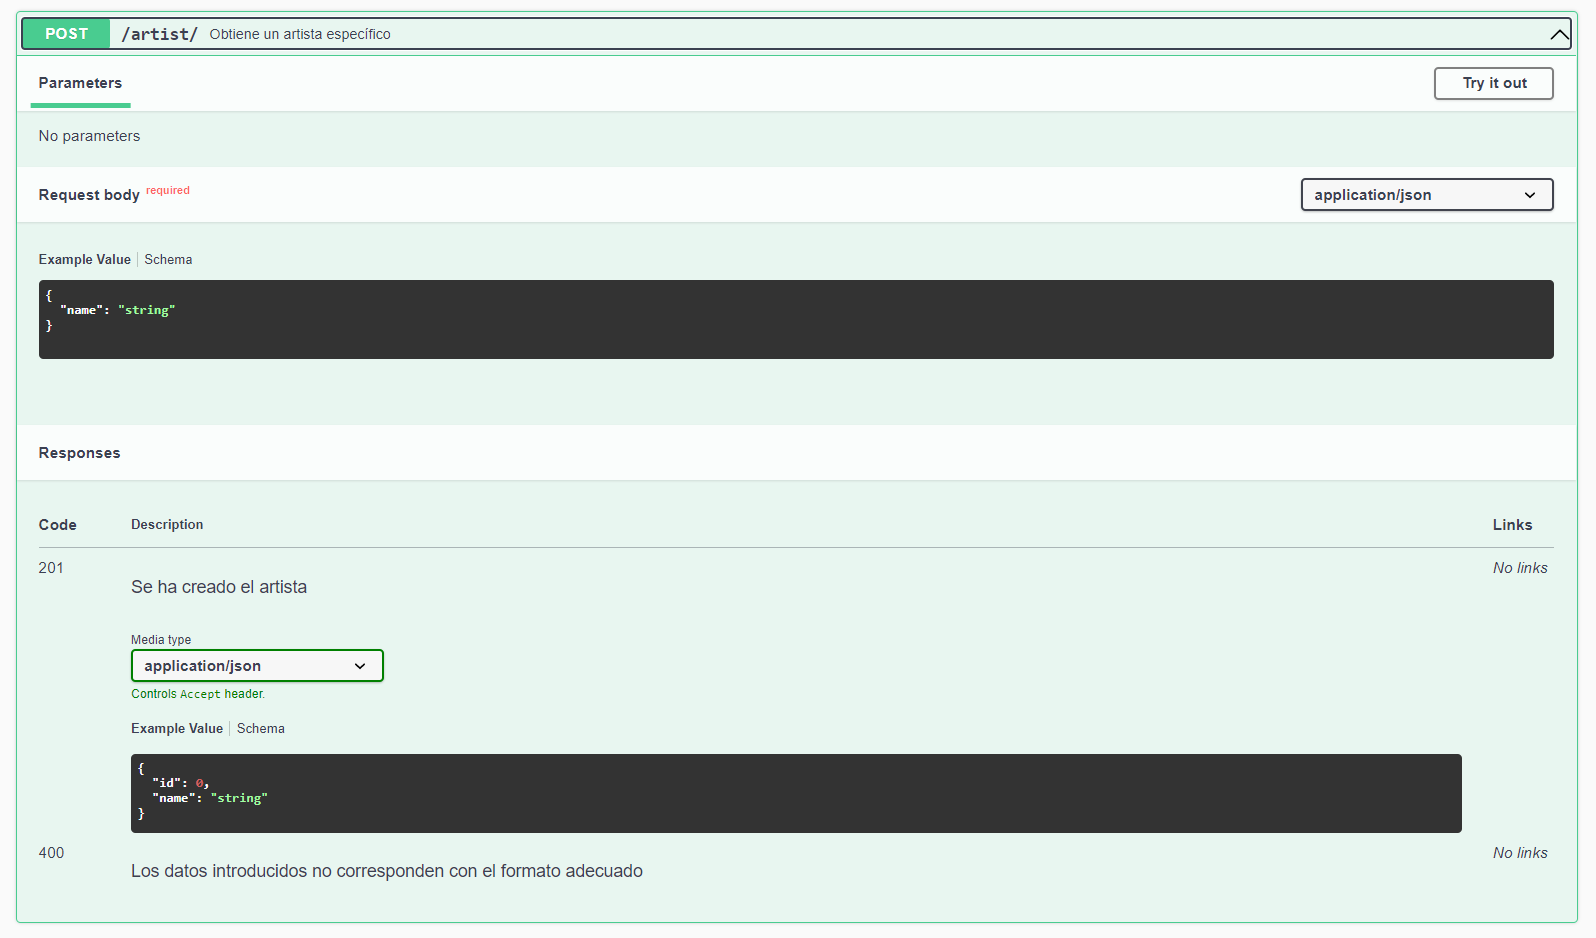 POST /artist/ Obtiene un artista específico
Parameters
Try it out
No parameters
Request body required
application/json
Example Value | Schema
{
"name": "string"
}
Responses
Code Description Links
201 No links
Se ha creado el artista
Media type
application/json
Controls Accept header.
Example Value | Schema
{
"id": 0,
"name": "string"
}
400 No links
Los datos introducidos no corresponden con el formato adecuado